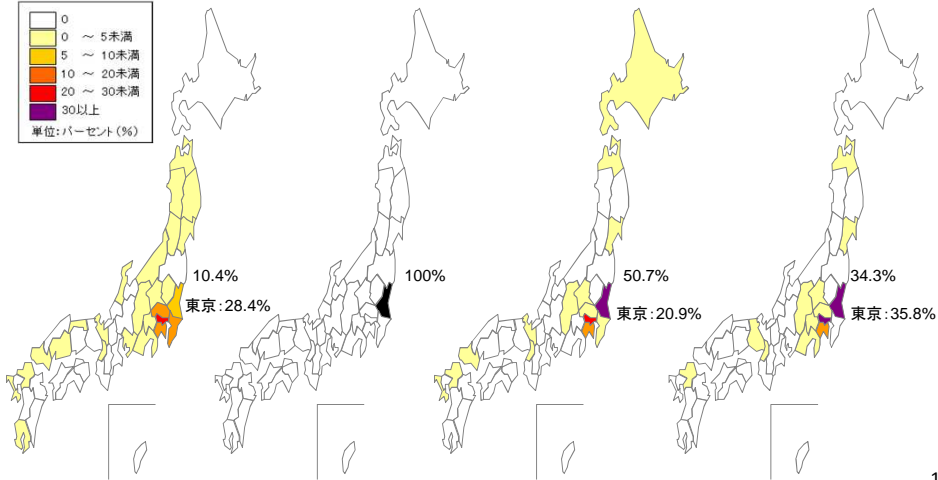 0
0 ～ 5未満
5 ～ 10未満
10 ～ 20未満
20 ～ 30未満
30以上
単位:パーセント(%)
10.4%
東京:28.4%
100%
50.7%
東京:20.9%
34.3%
東京:35.8%
1